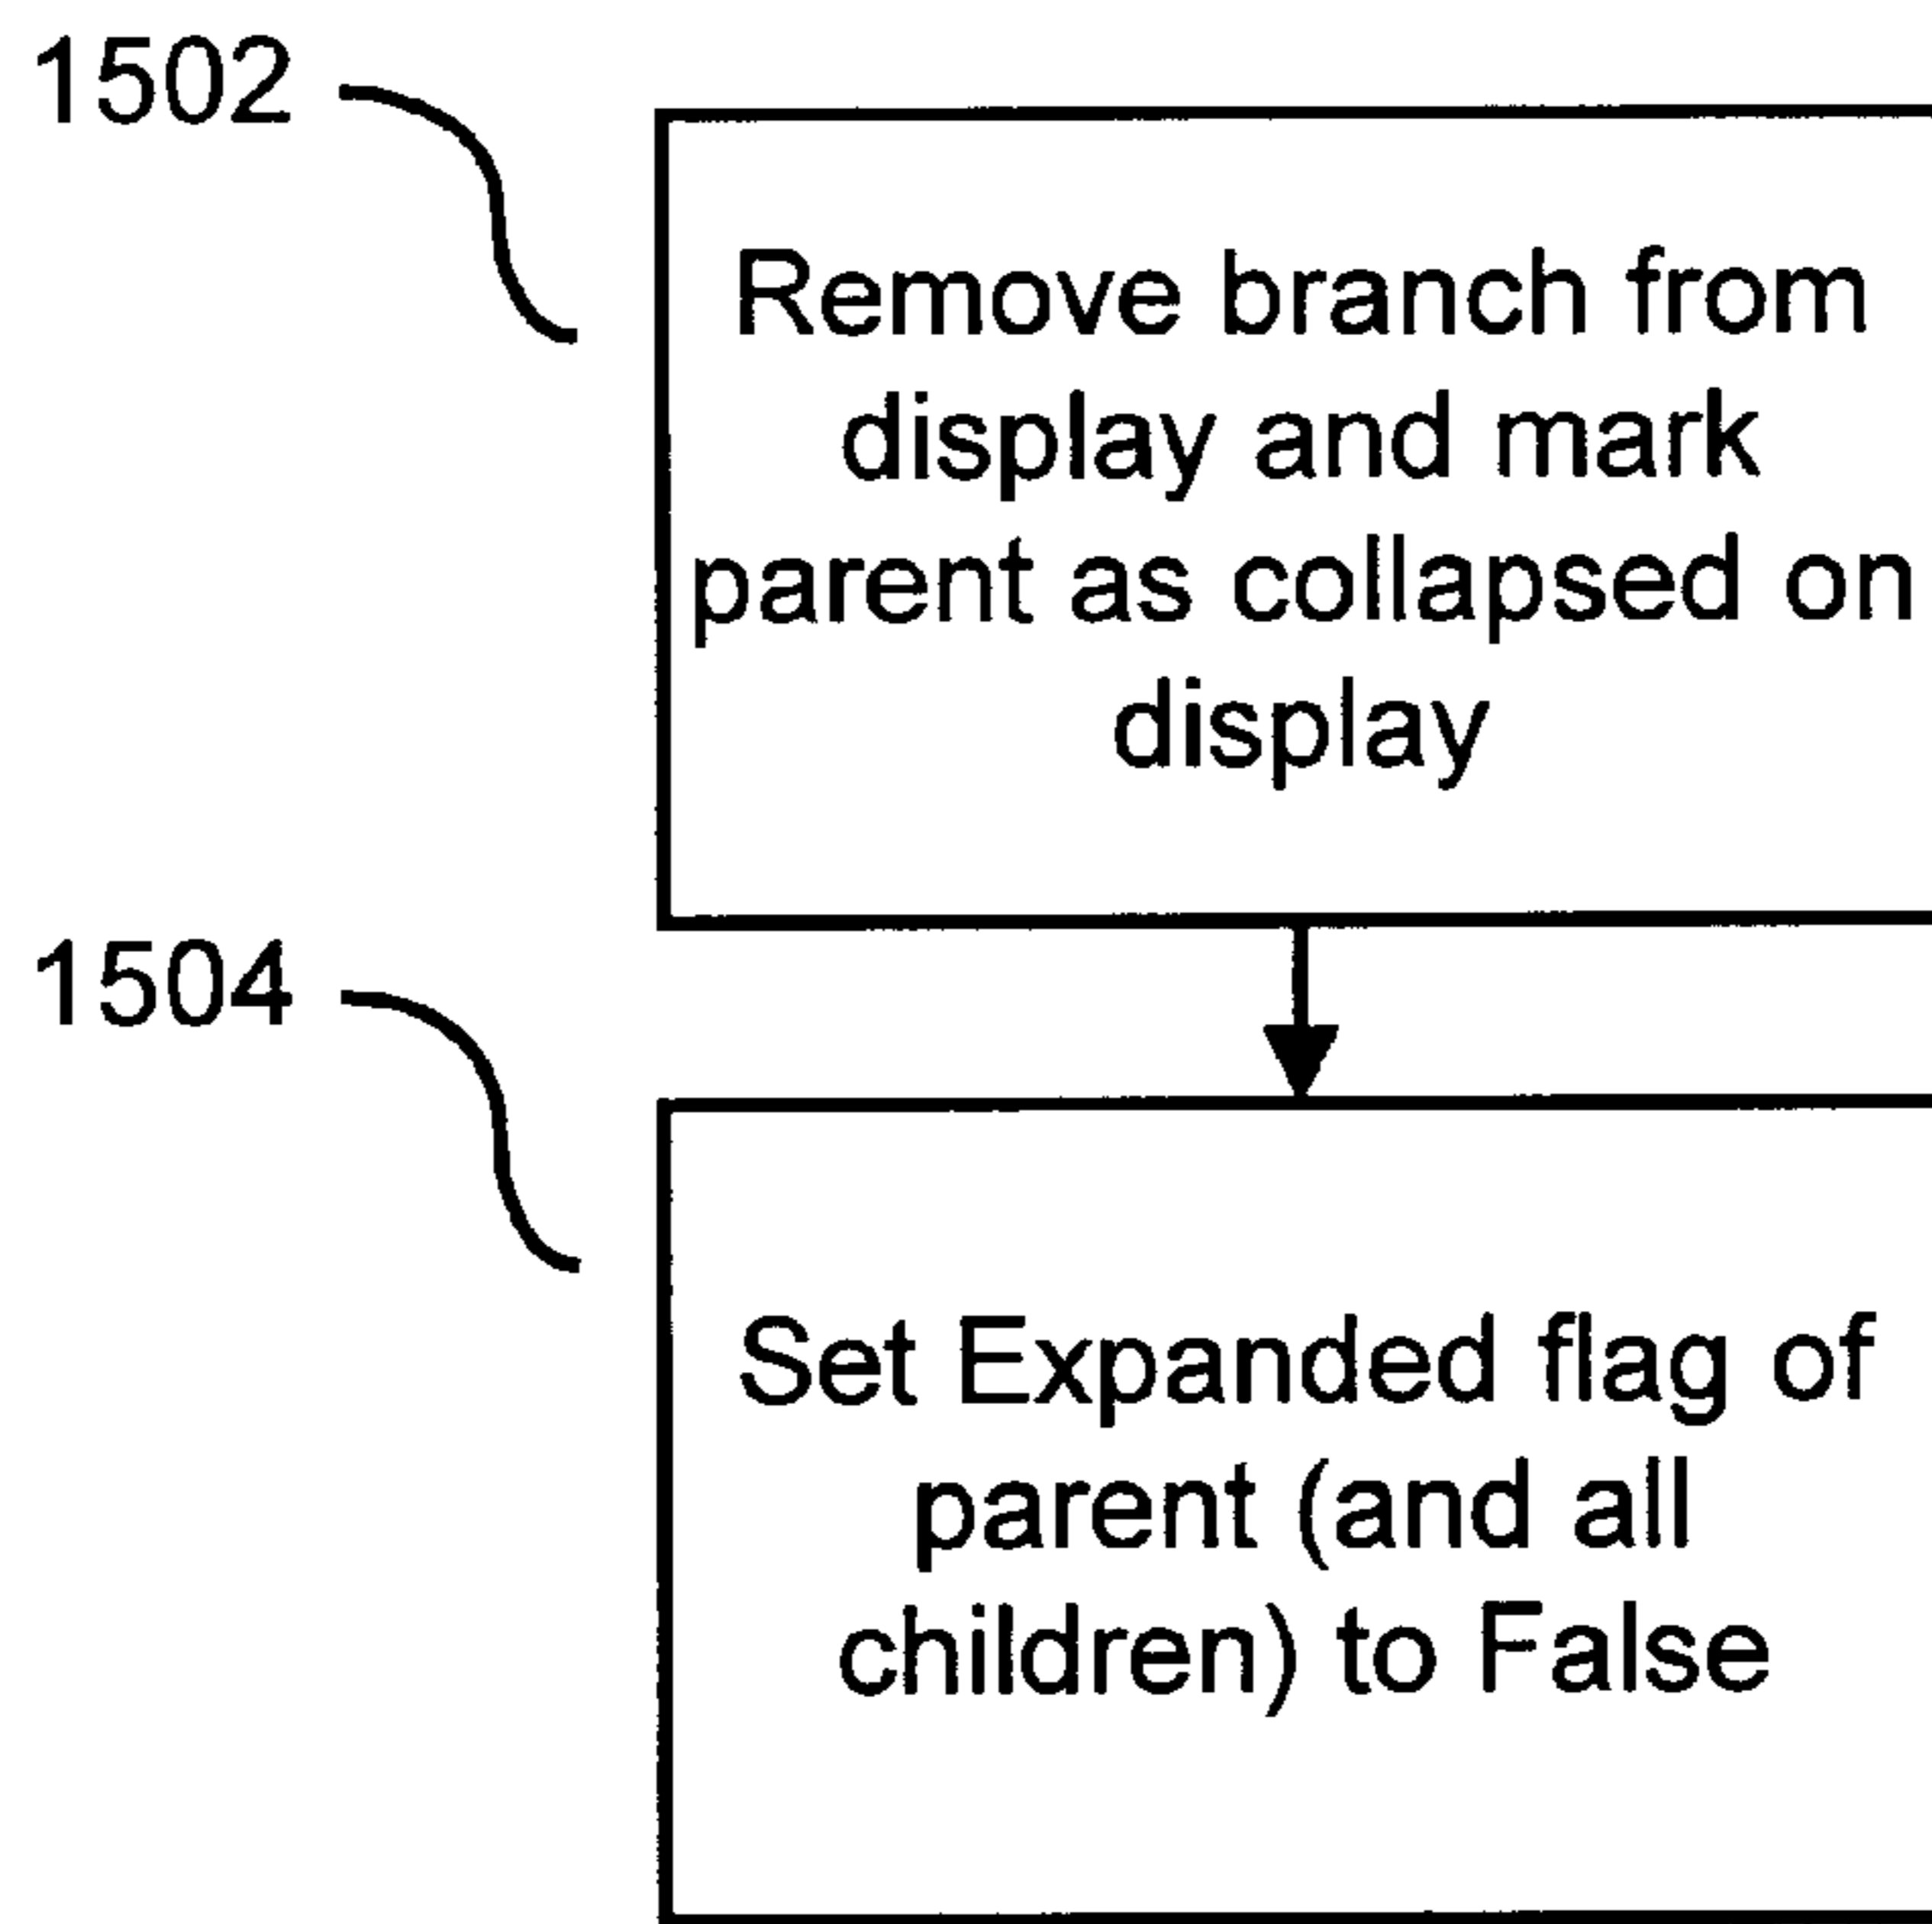 1502
Remove branch from
display and mark
parent as collapsed on
display
1504
Set Expanded flag of
parent (and all
children) to False